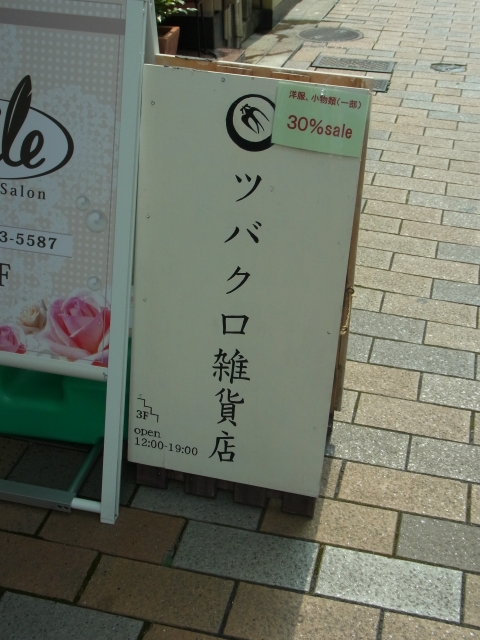 Salon
3-5587
F
洋服、小物類(一部)
30%sale
ツバクロ雑貨店
3F
open
12:00-19:00